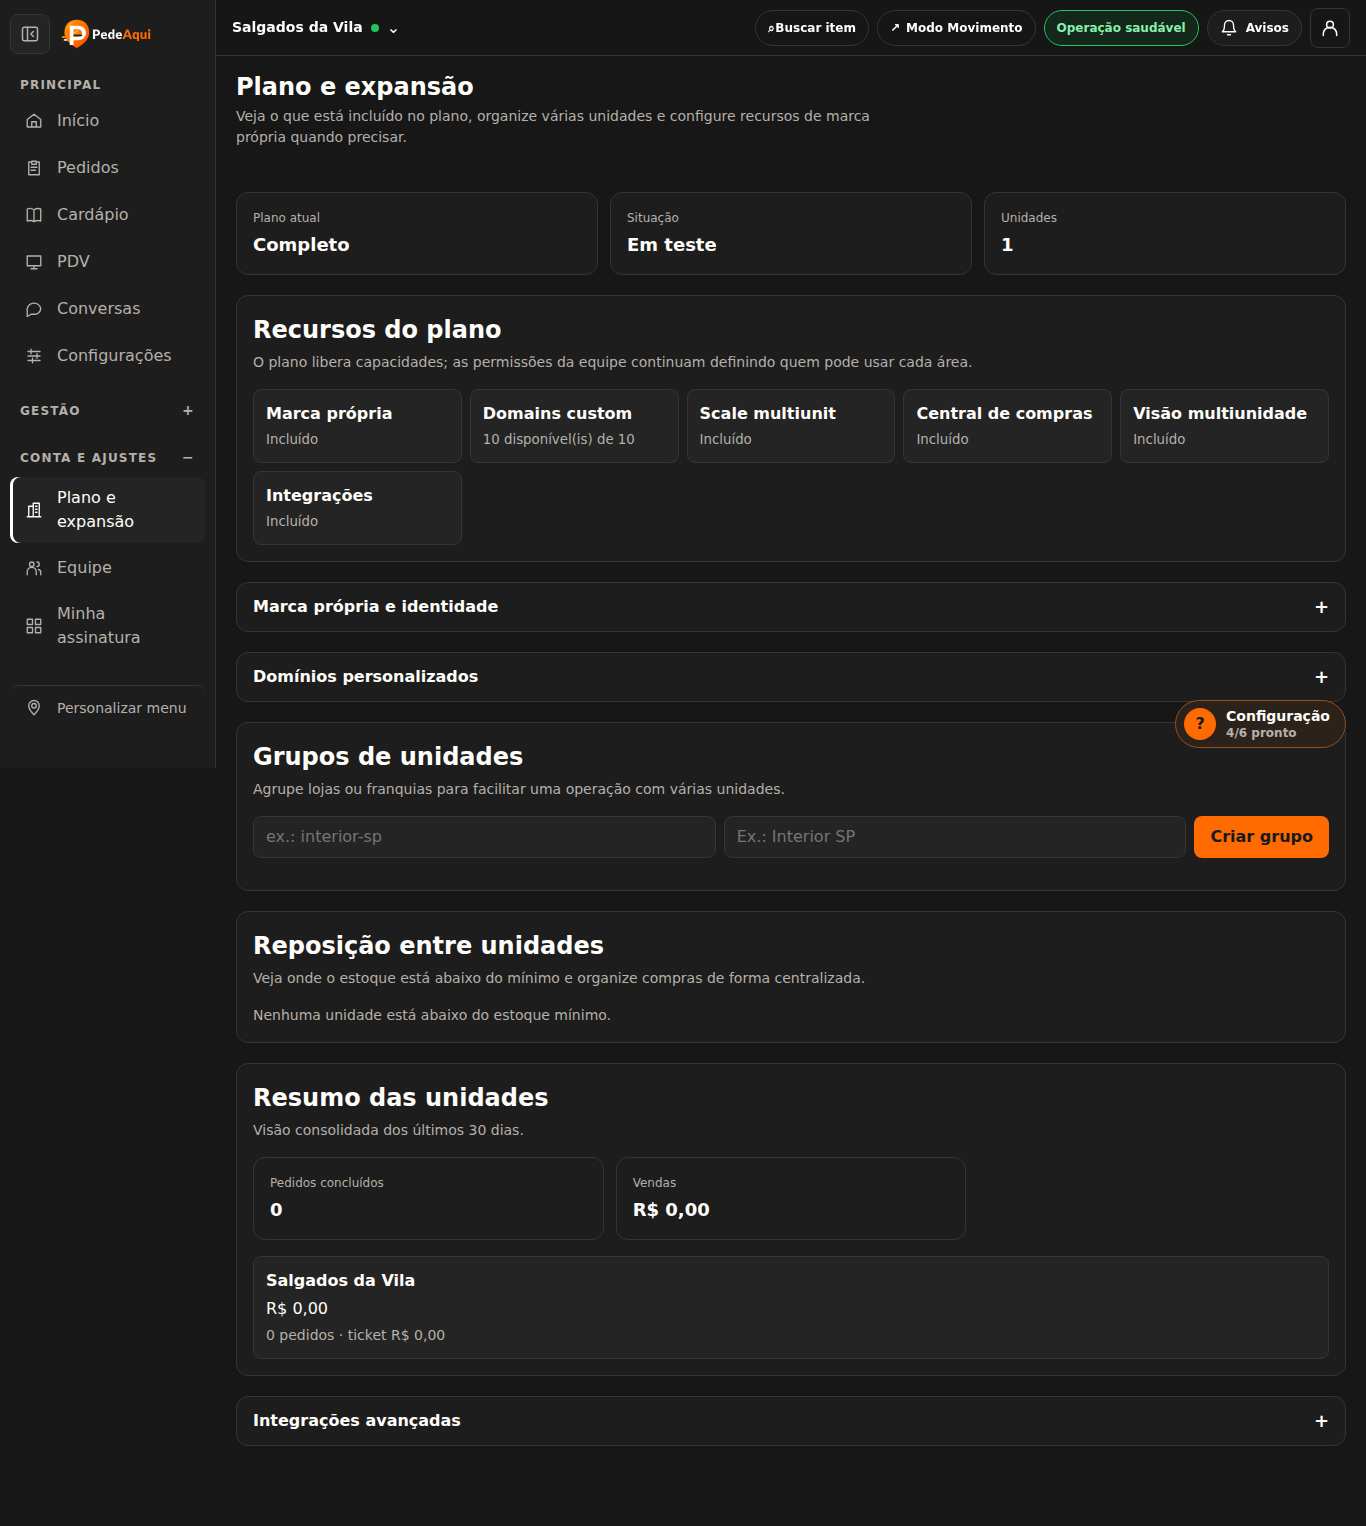 PedeAqui
Salgados da Vila
Buscar item
↗ Modo Movimento
Operação saudável
Avisos
PRINCIPAL
Início
Pedidos
Cardápio
PDV
Conversas
Configurações
GESTÃO +
CONTA E AJUSTES −
Plano e
expansão
Equipe
Minha
assinatura
Personalizar menu
Plano e expansão
Veja o que está incluído no plano, organize várias unidades e configure recursos de marca
própria quando precisar.
Plano atual
Completo
Situação
Em teste
Unidades
1
Recursos do plano
O plano libera capacidades; as permissões da equipe continuam definindo quem pode usar cada área.
Marca própria
Incluído
Domains custom
10 disponível(is) de 10
Scale multiunit
Incluído
Central de compras
Incluído
Visão multiunidade
Incluído
Integrações
Incluído
Marca própria e identidade +
Domínios personalizados +
?
Configuração
4/6 pronto
Grupos de unidades
Agrupe lojas ou franquias para facilitar uma operação com várias unidades.
ex.: interior-sp
Ex.: Interior SP
Criar grupo
Reposição entre unidades
Veja onde o estoque está abaixo do mínimo e organize compras de forma centralizada.
Nenhuma unidade está abaixo do estoque mínimo.
Resumo das unidades
Visão consolidada dos últimos 30 dias.
Pedidos concluídos
0
Vendas
R$ 0,00
Salgados da Vila
R$ 0,00
0 pedidos · ticket R$ 0,00
Integrações avançadas +